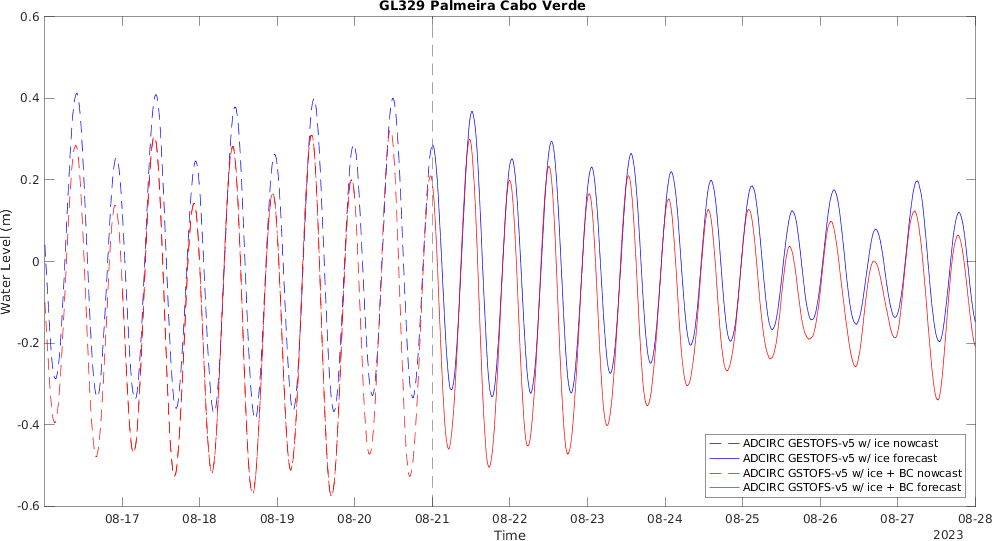 GL329 Palmeira Cabo Verde
0.6
0.4
0.2
0
-0.2
-0.4
-0.6
Water Level (m)
ADCIRC GESTOFS-v5 w/ ice nowcast
ADCIRC GESTOFS-v5 w/ ice forecast
ADCIRC GSTOFS-v5 w/ ice + BC nowcast
ADCIRC GSTOFS-v5 w/ ice + BC forecast
08-17 08-18 08-19 08-20 08-21 08-22 08-23 08-24 08-25 08-26 08-27 08-28
Time
2023